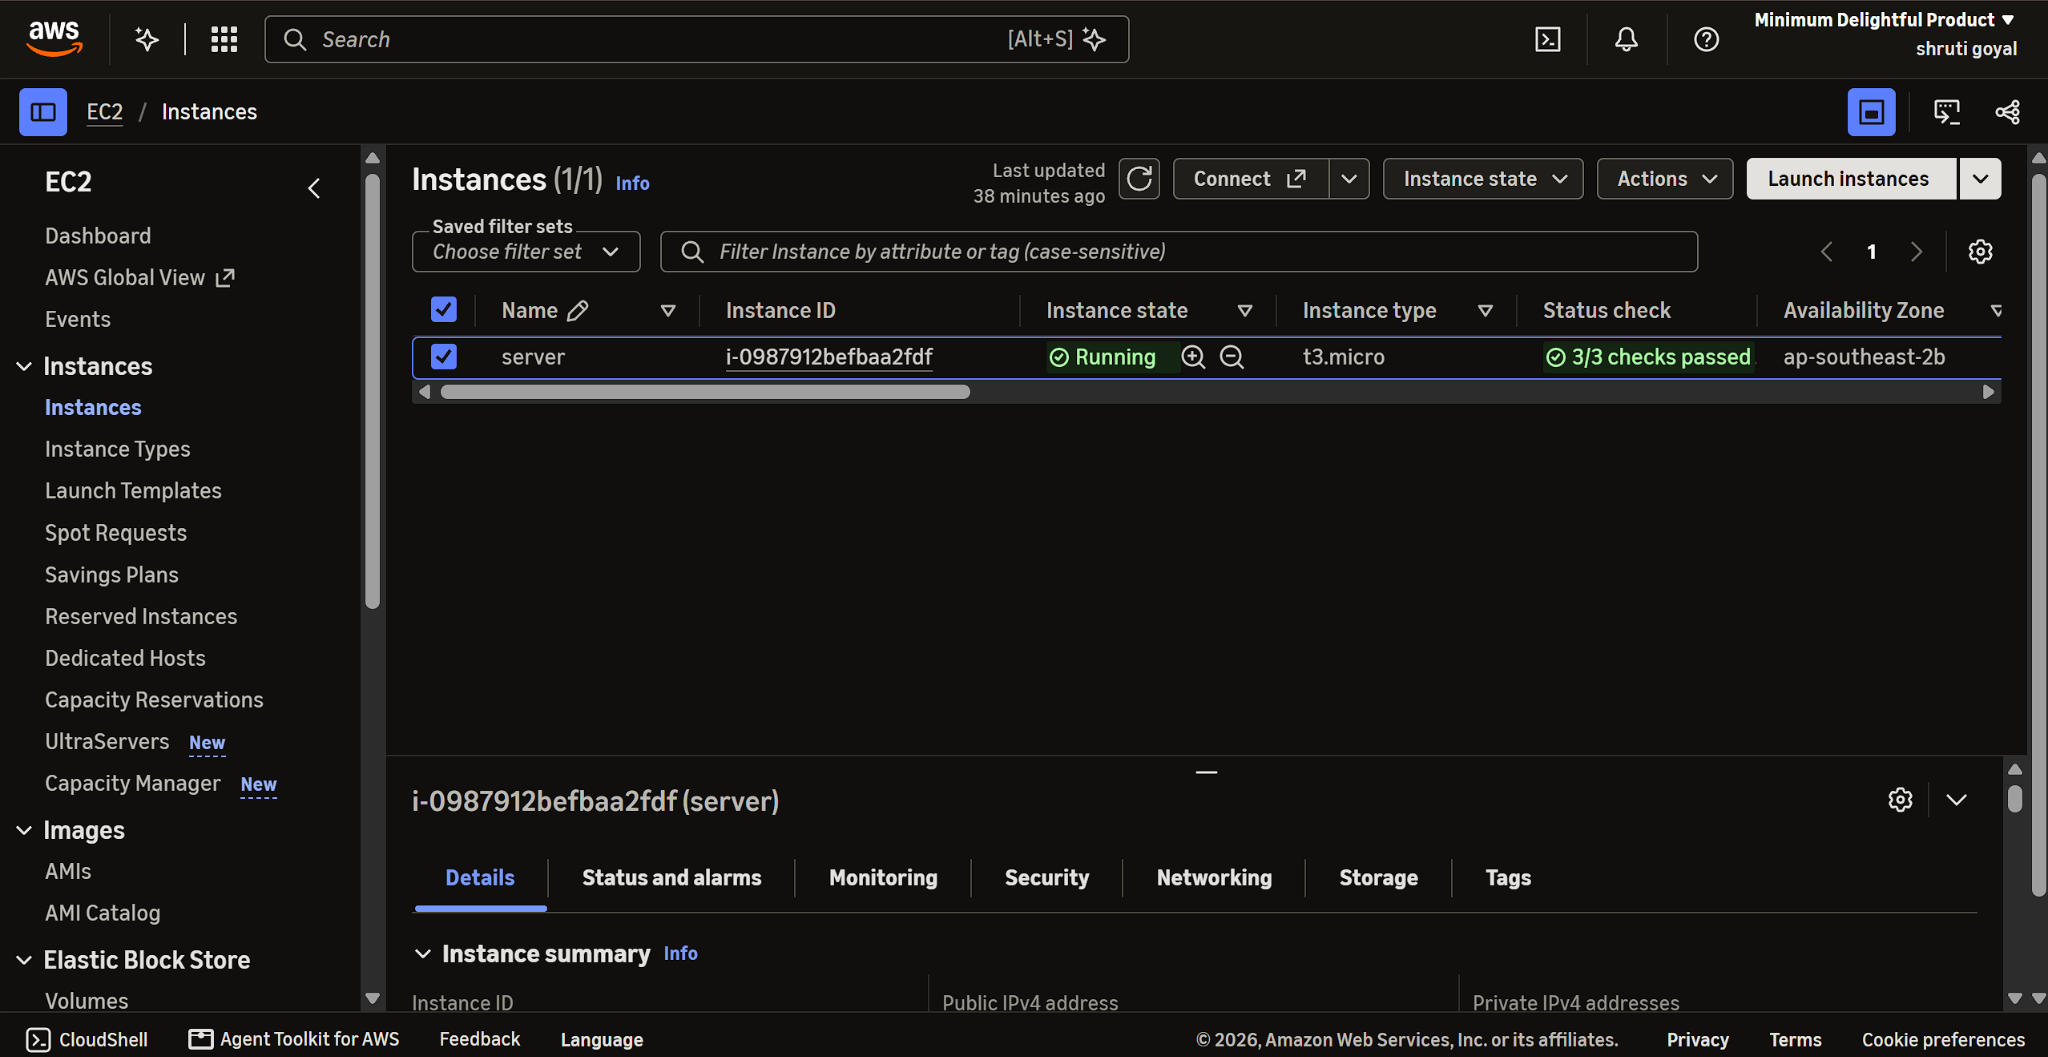 aws
Search [Alt+S]
Minimum Delightful Product
shruti goyal
EC2 / Instances
EC2
Dashboard
AWS Global View
Events
Instances
Instances
Instance Types
Launch Templates
Spot Requests
Savings Plans
Reserved Instances
Dedicated Hosts
Capacity Reservations
UltraServers New
Capacity Manager New
Images
AMIs
AMI Catalog
Elastic Block Store
Volumes
Instances (1/1) Info
Last updated
38 minutes ago
Connect
Instance state
Actions
Launch instances
Saved filter sets
Choose filter set
Filter Instance by attribute or tag (case-sensitive)
1
Name Instance ID Instance state Instance type Status check Availability Zone
server i-0987912befbaa2fdf Running t3.micro 3/3 checks passed ap-southeast-2b
i-0987912befbaa2fdf (server)
Details Status and alarms Monitoring Security Networking Storage Tags
Instance summary Info
Instance ID Public IPv4 address Private IPv4 addresses
CloudShell Agent Toolkit for AWS Feedback Language © 2026, Amazon Web Services, Inc. or its affiliates. Privacy Terms Cookie preferences